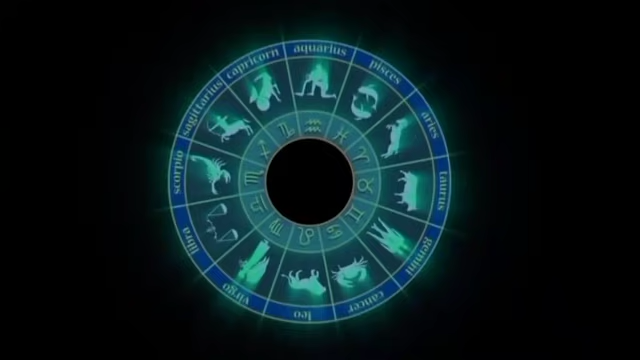 aquarius
pisces
aries
taurus
gemini
cancer
leo
virgo
libra
scorpio
sagittarius
capricorn